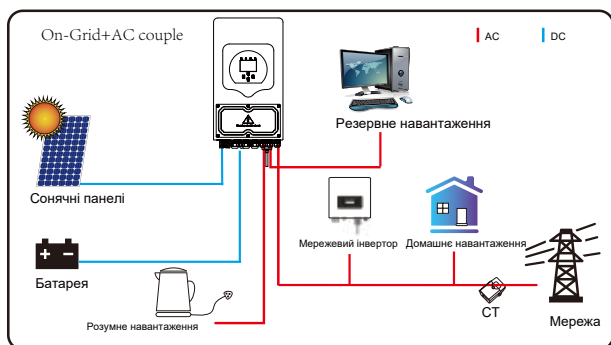 On-Grid+AC couple
AC
DC
Резервне навантаження
Сонячні панелі
Мережевий інвертор
Домашнє навантаження
Батарея
CT
Мережа
Розумне навантаження